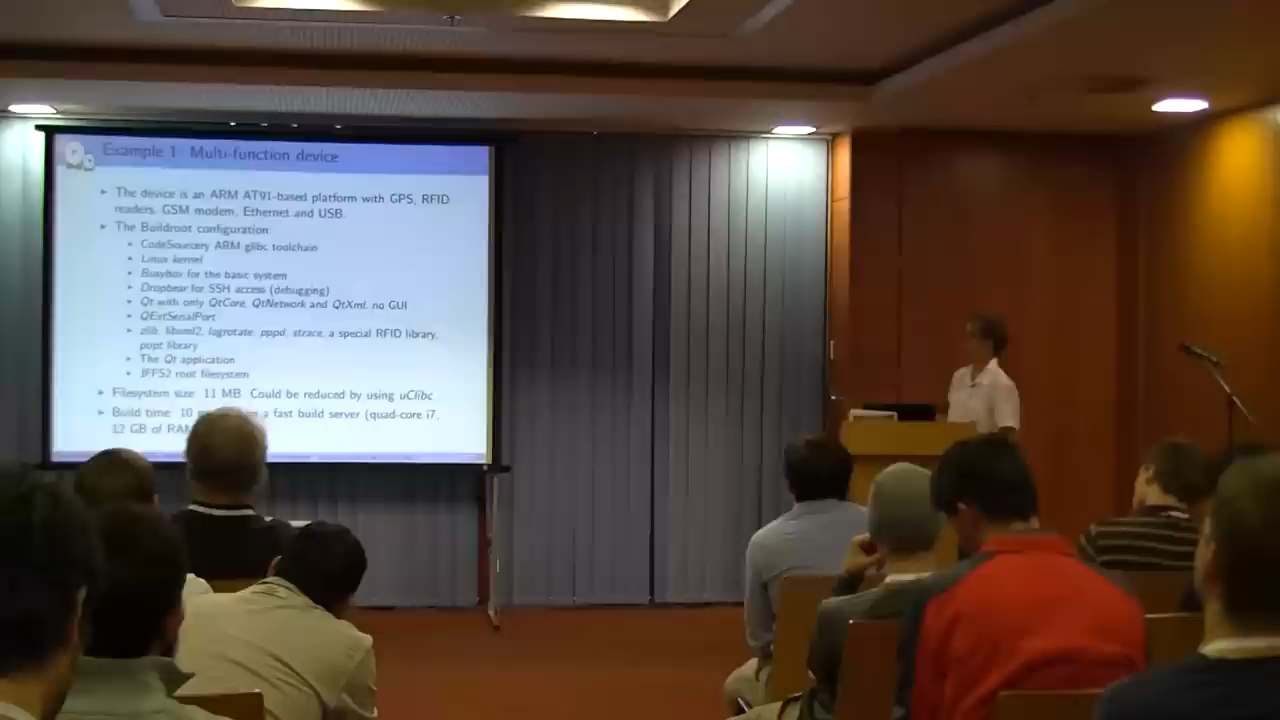 Example 1: Multi-function device
▸ The device is an ARM AT91-based platform with GPS, RFID
readers, GSM modem, Ethernet and USB.
▸ The Buildroot configuration
• CodeSourcery ARM glibc toolchain
• Linux kernel
• Busybox for the basic system
• Dropbear for SSH access (debugging)
• Qt with only QtCore, QtNetwork and QtXml, no GUI
• QExtSerialPort
• zlib, libxml2, logrotate, pppd, strace, a special RFID library,
popt library
• The Qt application
• JFFS2 root filesystem
▸ Filesystem size: 11 MB. Could be reduced by using uClibc.
▸ Build time: 10 a fast build server (quad-core i7,
12 GB of RAM